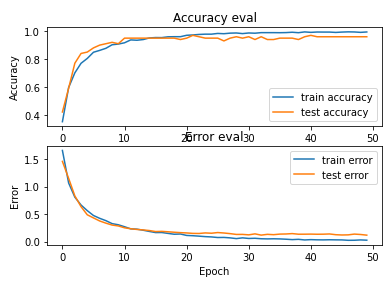 Accuracy eval
1.0
0.8
0.6
0.4
Accuracy
train accuracy
test accuracy
0 10 20 30 40 50
Error eval
1.5
1.0
0.5
0.0
Error
train error
test error
0 10 20 30 40 50
Epoch